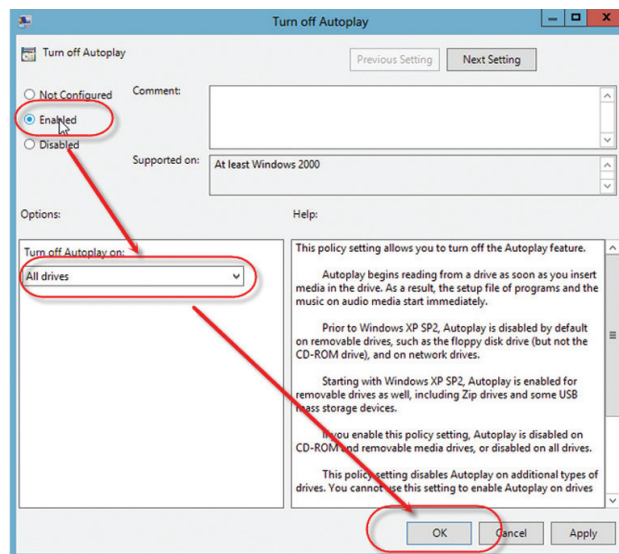 Turn off Autoplay
Turn off Autoplay
Previous Setting
Next Setting
Not Configured
Comment:
Enabled
Disabled
Supported on:
At least Windows 2000
Options:
Help:
Turn off Autoplay on:
All drives
This policy setting allows you to turn off the Autoplay feature.
Autoplay begins reading from a drive as soon as you insert
media in the drive. As a result, the setup file of programs and the
music on audio media start immediately.
Prior to Windows XP SP2, Autoplay is disabled by default
on removable drives, such as the floppy disk drive (but not the
CD-ROM drive), and on network drives.
Starting with Windows XP SP2, Autoplay is enabled for
removable drives as well, including Zip drives and some USB
mass storage devices.
If you enable this policy setting, Autoplay is disabled on
CD-ROM and removable media drives, or disabled on all drives.
This policy setting disables Autoplay on additional types of
drives. You cannot use this setting to enable Autoplay on drives
OK
Cancel
Apply